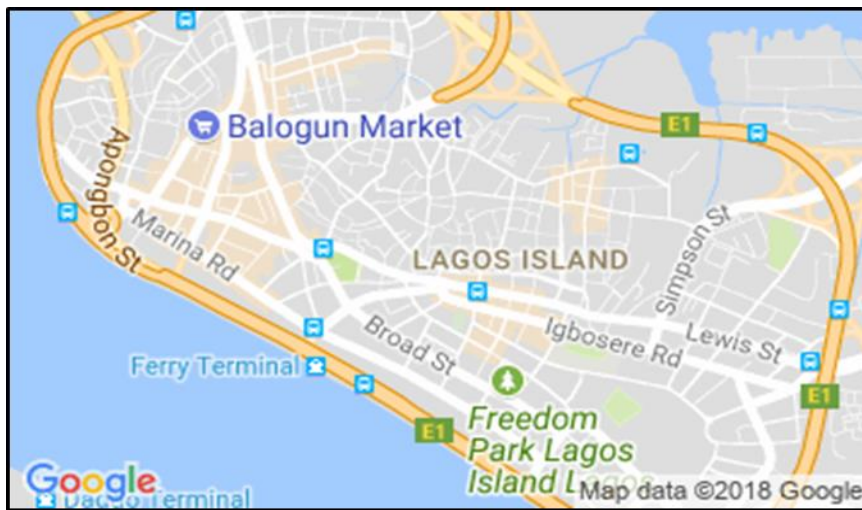 E1
Balogun Market
Apongbon St
Marina Rd
LAGOS ISLAND
Simpson St
Lewis St
Igbosere Rd
Broad St
Ferry Terminal
E1
E1
Freedom
Park Lagos
Island Lagos
Google
Terminal
Map data ©2018 Google